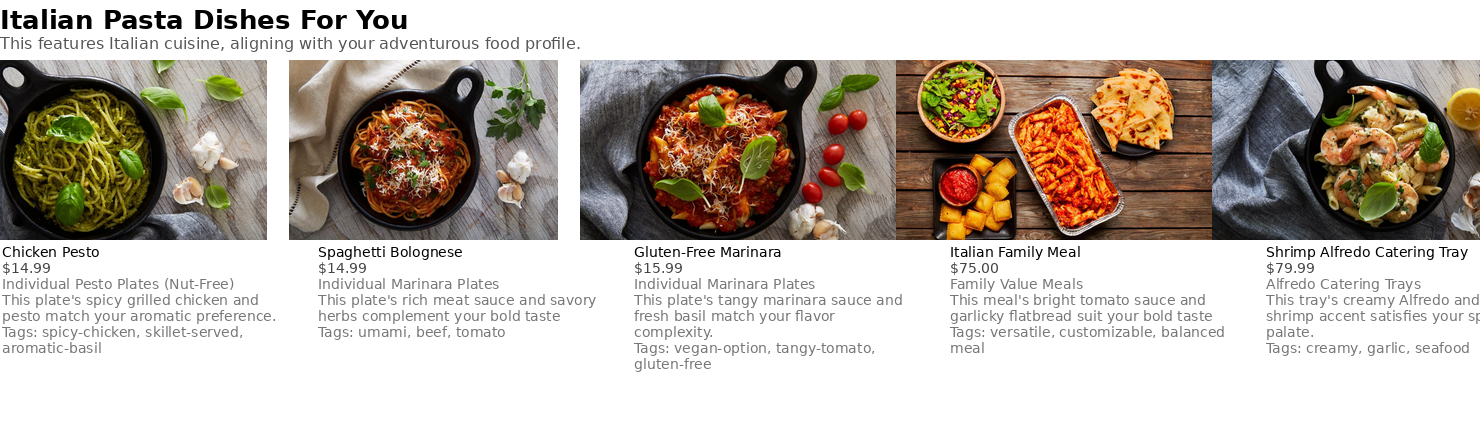 Italian Pasta Dishes For You
This features Italian cuisine, aligning with your adventurous food profile.
Chicken Pesto
$14.99
Individual Pesto Plates (Nut-Free)
This plate's spicy grilled chicken and
pesto match your aromatic preference.
Tags: spicy-chicken, skillet-served,
aromatic-basil
Spaghetti Bolognese
$14.99
Individual Marinara Plates
This plate's rich meat sauce and savory
herbs complement your bold taste
Tags: umami, beef, tomato
Gluten-Free Marinara
$15.99
Individual Marinara Plates
This plate's tangy marinara sauce and
fresh basil match your flavor
complexity.
Tags: vegan-option, tangy-tomato,
gluten-free
Italian Family Meal
$75.00
Family Value Meals
This meal's bright tomato sauce and
garlicky flatbread suit your bold taste
Tags: versatile, customizable, balanced
meal
Shrimp Alfredo Catering Tray
$79.99
Alfredo Catering Trays
This tray's creamy Alfredo and
shrimp accent satisfies your
palate.
Tags: creamy, garlic, seafood